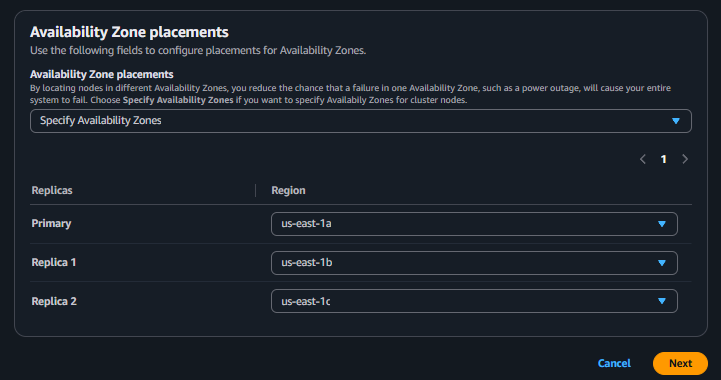 Availability Zone placements
Use the following fields to configure placements for Availability Zones.
Availability Zone placements
By locating nodes in different Availability Zones, you reduce the chance that a failure in one Availability Zone, such as a power outage, will cause your entire
system to fail. Choose Specify Availability Zones if you want to specify Availabily Zones for cluster nodes.
Specify Availability Zones
1
Replicas Region
Primary us-east-1a
Replica 1 us-east-1b
Replica 2 us-east-1c
Cancel Next